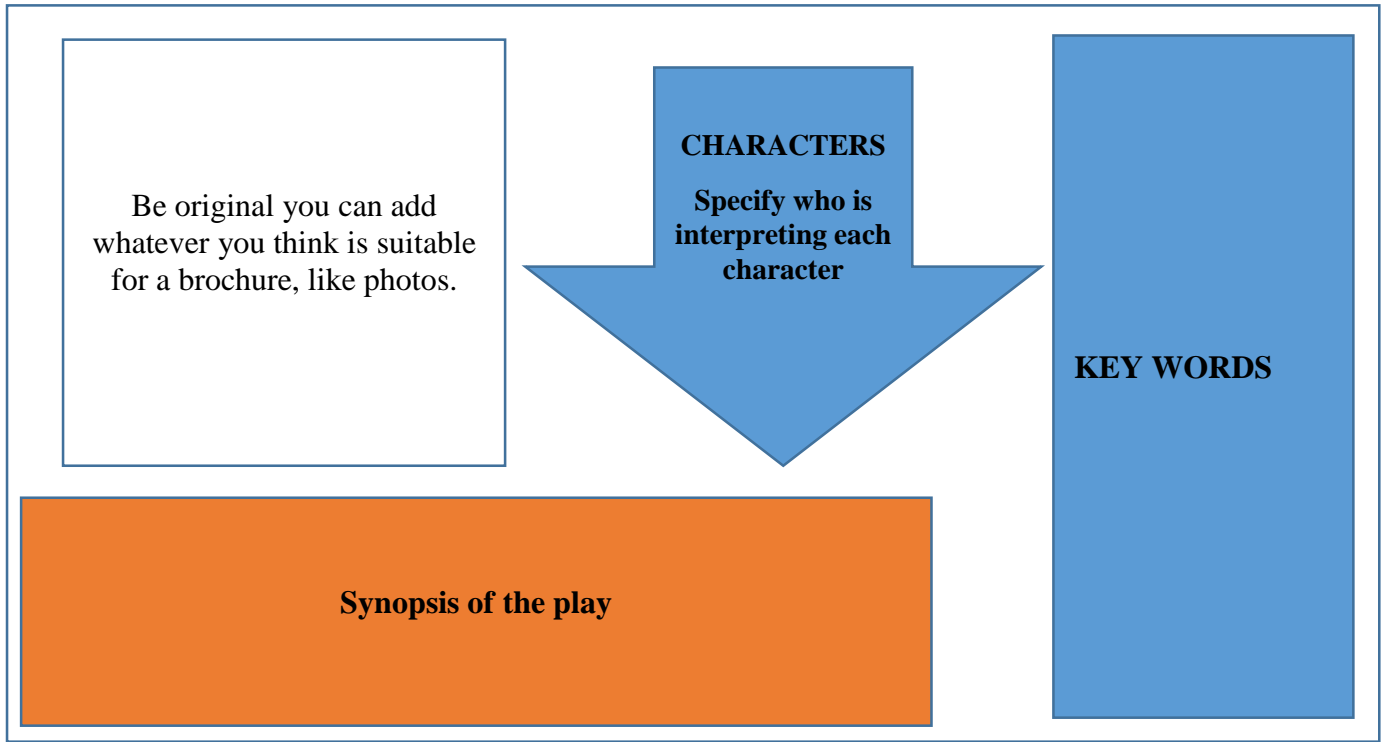 Be original you can add
whatever you think is suitable
for a brochure, like photos.
CHARACTERS
Specify who is
interpreting each
character
KEY WORDS
Synopsis of the play